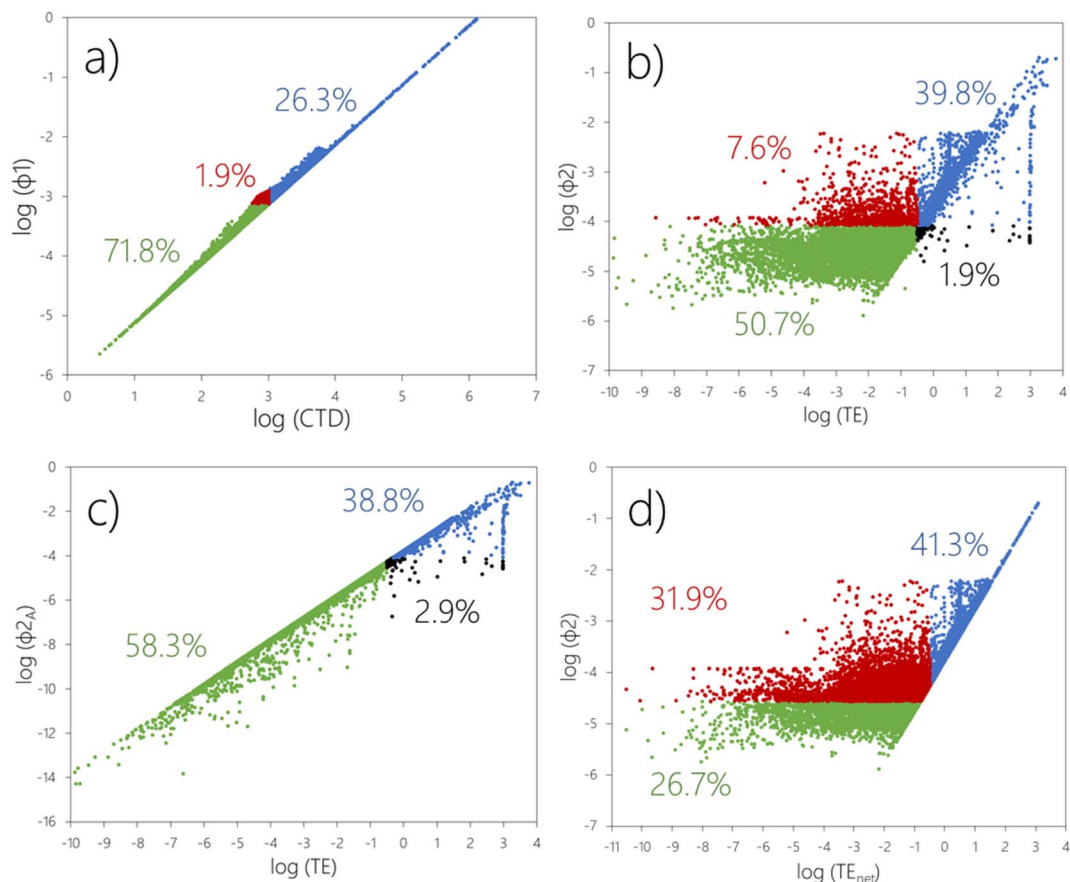 a)
log (ϕ1)
0
-1
-2
-3
-4
-5
-6
26.3%
1.9%
71.8%
0 1 2 3 4 5 6 7
log (CTD)
b)
log (ϕ2)
0
-1
-2
-3
-4
-5
-6
-7
39.8%
7.6%
1.9%
50.7%
-10 -9 -8 -7 -6 -5 -4 -3 -2 -1 0 1 2 3 4
log (TE)
c)
log (ϕ2A)
0
-2
-4
-6
-8
-10
-12
-14
-16
38.8%
2.9%
58.3%
-10 -9 -8 -7 -6 -5 -4 -3 -2 -1 0 1 2 3 4
log (TE)
d)
log (ϕ2)
0
-1
-2
-3
-4
-5
-6
-7
41.3%
31.9%
26.7%
-11 -10 -9 -8 -7 -6 -5 -4 -3 -2 -1 0 1 2 3 4
log (TEnet)